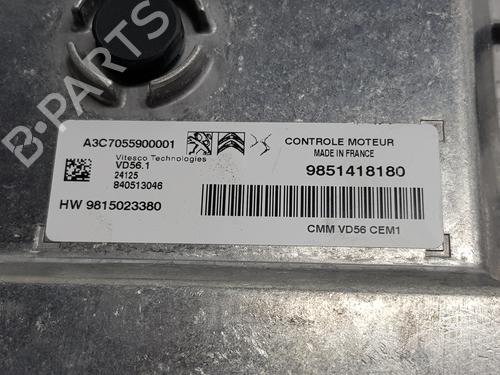 A3C7055900001
Vitesco Technologies
VD56.1
24125
840513046
HW 9815023380
CONTROLE MOTEUR
MADE IN FRANCE
9851418180
CMM VD56 CEM1
B-PARTS